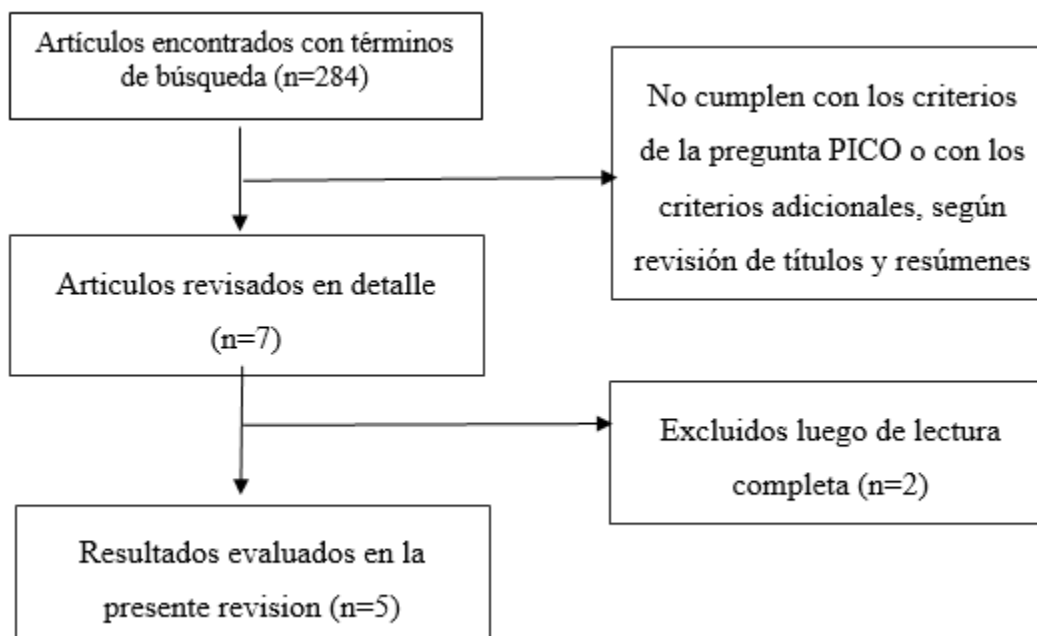 Artículos encontrados con términos
de búsqueda (n=284)
No cumplen con los criterios
de la pregunta PICO o con los
criterios adicionales, según
revisión de títulos y resúmenes
Articulos revisados en detalle
(n=7)
Excluidos luego de lectura
completa (n=2)
Resultados evaluados en la
presente revision (n=5)